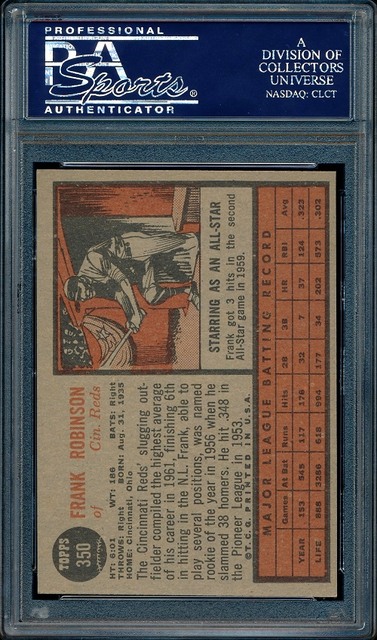 PROFESSIONAL
PSA
Sports
®
AUTHENTICATOR
A
DIVISION OF
COLLECTORS
UNIVERSE
NASDAQ: CLCT
TOPPS
350
FRANK ROBINSON
of Cin. Reds
HT: 6:01 WT: 186 BATS: Right
THROWS: Right BORN: Aug. 31, 1935
HOME: Cincinnati, Ohio
The Cincinnati Reds' slugging out-
fielder compiled the highest average
of his career in 1961, finishing 6th
in hitting in the N.L. Frank, able to
play several positions, was named
rookie of the year in 1956 when he
slammed 38 homers. He hit .348 in
the Pioneer League in 1953.
©T.C.G. PRINTED IN U.S.A.
STARRING AS AN ALL-STAR
Frank got 3 hits in the second
All-Star game in 1959.
MAJOR LEAGUE BATTING RECORD
Games At Bat Runs Hits 2B 3B HR RBI Avg
YEAR 153 545 117 176 32 7 37 124 .323
LIFE 888 3286 618 994 177 34 202 573 .302